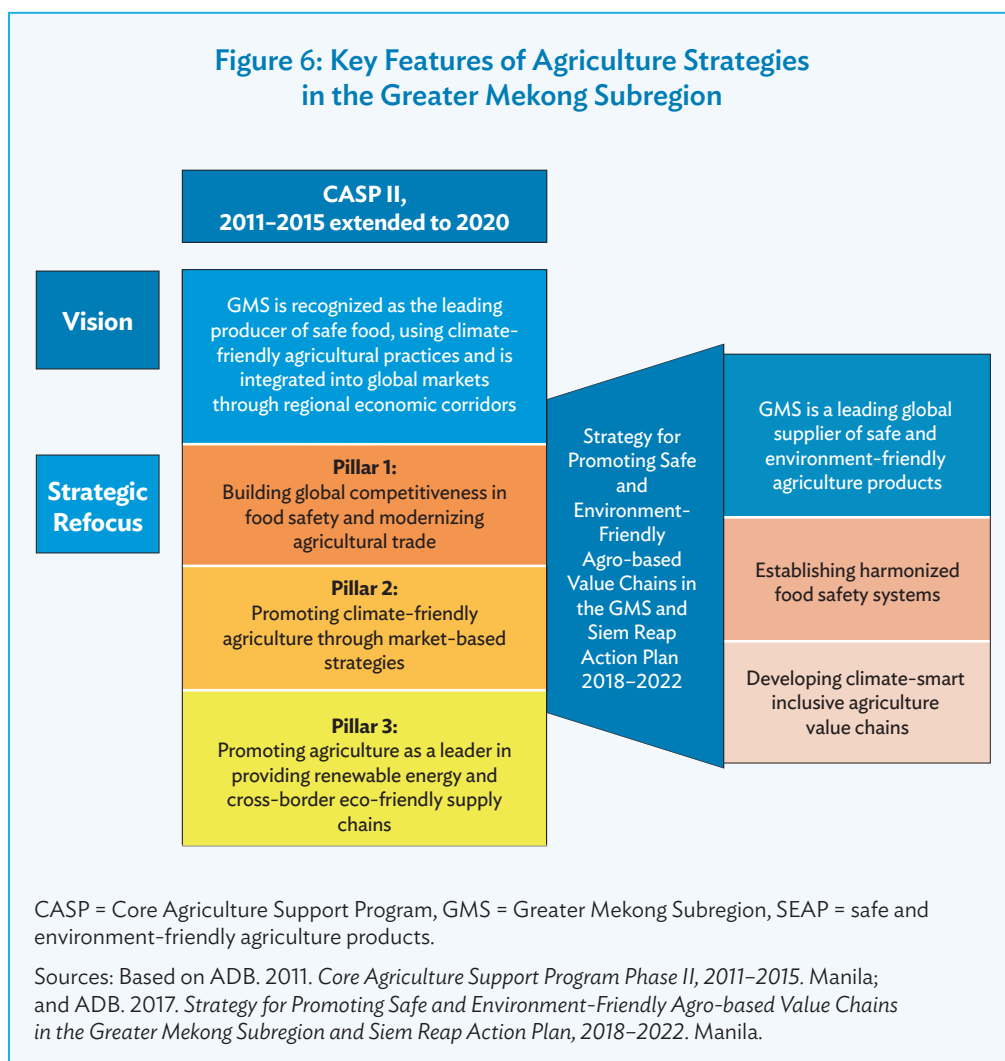 Figure 6: Key Features of Agriculture Strategies
in the Greater Mekong Subregion
CASP II,
2011–2015 extended to 2020
Vision
GMS is recognized as the leading
producer of safe food, using climate-
friendly agricultural practices and is
integrated into global markets
through regional economic corridors
Strategic
Refocus
Pillar 1:
Building global competitiveness in
food safety and modernizing
agricultural trade
Pillar 2:
Promoting climate-friendly
agriculture through market-based
strategies
Pillar 3:
Promoting agriculture as a leader in
providing renewable energy and
cross-border eco-friendly supply
chains
Strategy for
Promoting Safe
and
Environment-
Friendly
Agro-based
Value Chains in
the GMS and
Siem Reap
Action Plan
2018–2022
GMS is a leading global
supplier of safe and
environment-friendly
agriculture products
Establishing harmonized
food safety systems
Developing climate-smart
inclusive agriculture
value chains
CASP = Core Agriculture Support Program, GMS = Greater Mekong Subregion, SEAP = safe and
environment-friendly agriculture products.
Sources: Based on ADB. 2011. Core Agriculture Support Program Phase II, 2011–2015. Manila;
and ADB. 2017. Strategy for Promoting Safe and Environment-Friendly Agro-based Value Chains
in the Greater Mekong Subregion and Siem Reap Action Plan, 2018–2022. Manila.